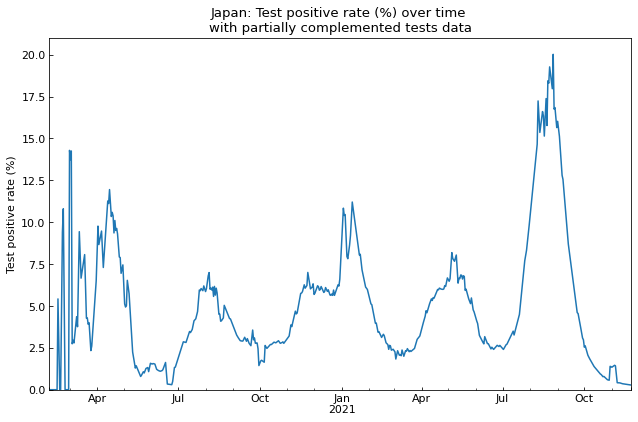 Japan: Test positive rate (%) over time
with partially complemented tests data
Test positive rate (%)
20.0
17.5
15.0
12.5
10.0
7.5
5.0
2.5
0.0
Apr
Jul
Oct
Jan
2021
Apr
Jul
Oct